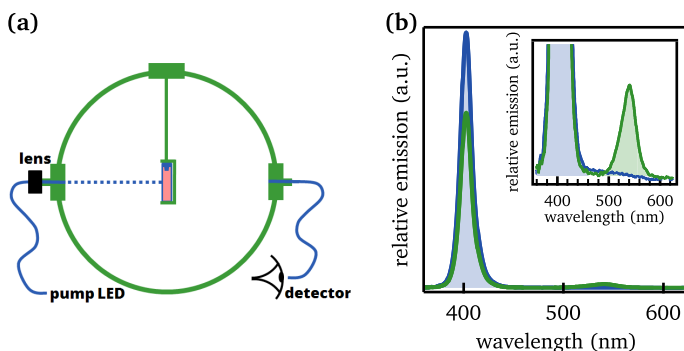 (a)
lens
pump LED
detector
(b)
relative emission (a.u.)
400
500
600
wavelength (nm)
relative emission (a.u.)
400
500
600
wavelength (nm)